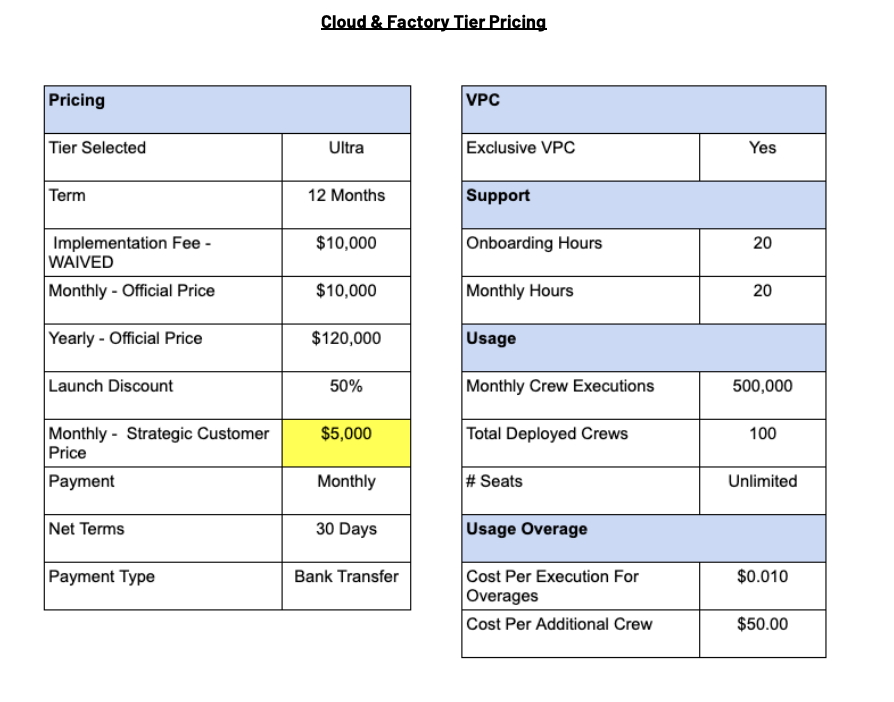 Cloud & Factory Tier Pricing
Pricing
Tier Selected
Ultra
Term
12 Months
Implementation Fee -
WAIVED
$10,000
Monthly - Official Price
$10,000
Yearly - Official Price
$120,000
Launch Discount
50%
Monthly - Strategic Customer
Price
$5,000
Payment
Monthly
Net Terms
30 Days
Payment Type
Bank Transfer
VPC
Exclusive VPC
Yes
Support
Onboarding Hours
20
Monthly Hours
20
Usage
Monthly Crew Executions
500,000
Total Deployed Crews
100
# Seats
Unlimited
Usage Overage
Cost Per Execution For
Overages
$0.010
Cost Per Additional Crew
$50.00